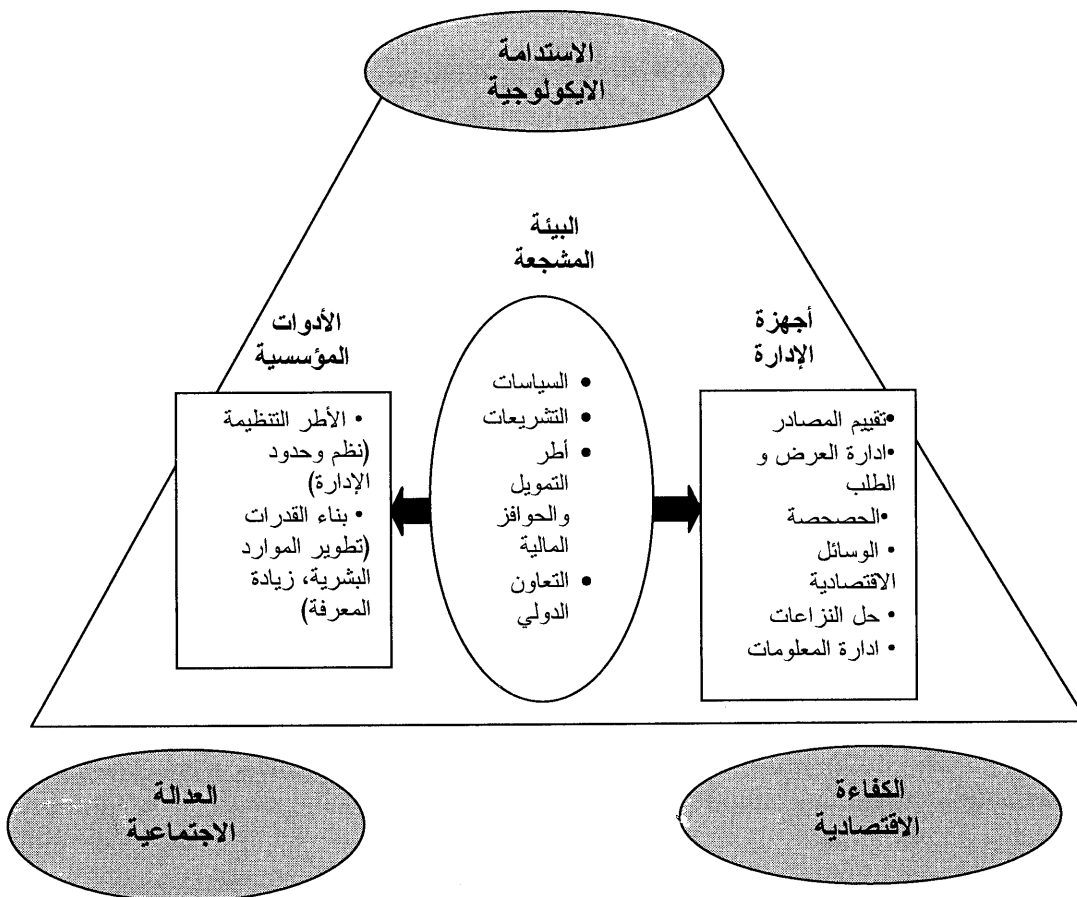 الاستدامة
الايكولوجية
البيئة
المشجعة
أجهزة
الإدارة
•تقييم المصادر
•ادارة العرض و
الطلب
•الحصحصة
• الوسائل
الاقتصادية
• حل النزاعات
• ادارة المعلومات
• السياسات
• التشريعات
• أطر
التمويل
والحوافز
المالية
• التعاون
الدولي
الأدوات
المؤسسية
• الأطر التنظيمة
(نظم وحدود
الإدارة)
• بناء القدرات
(تطوير الموارد
البشرية، زيادة
المعرفة)
الكفاءة
الاقتصادية
العدالة
الاجتماعية